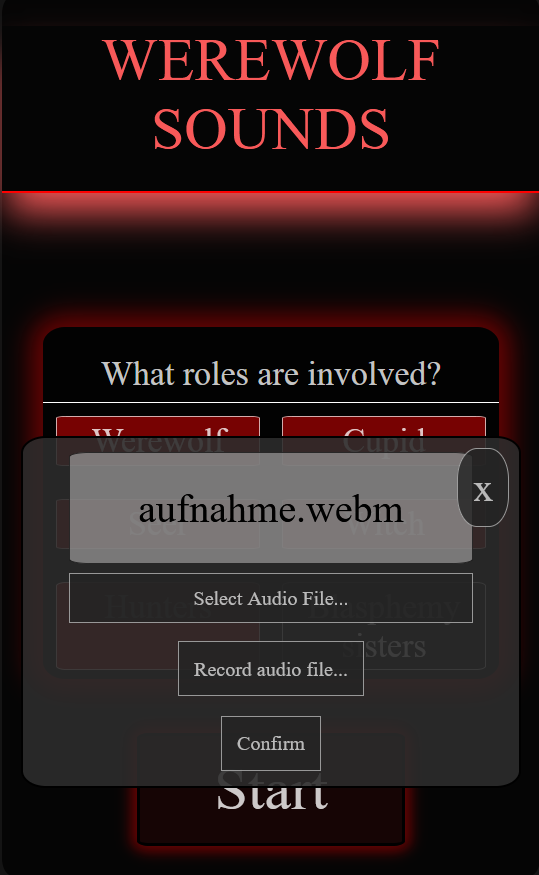 WEREWOLF
SOUNDS
What roles are involved?
Werewolf
Cupid
x
aufnahme.webm
Seer
Witch
Select Audio File...
Hunters
Blasphemy
sisters
Record audio file...
Confirm
Start